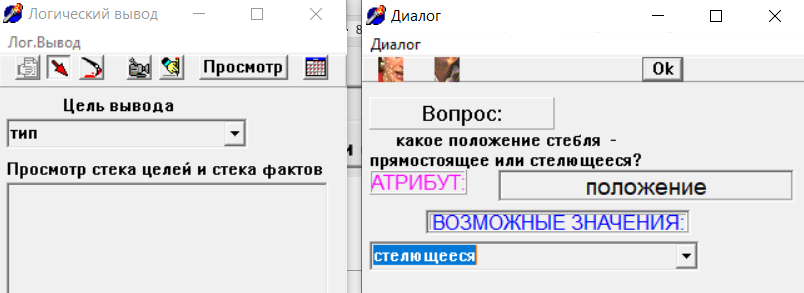 Логический вывод
Лог.Вывод
Просмотр
Цель вывода
тип
Просмотр стека целей и стека фактов
Диалог
Диалог
Ok
Вопрос:
какое положение стебля -
прямостоящее или стелющееся?
АТРИБУТ:
положение
ВОЗМОЖНЫЕ ЗНАЧЕНИЯ:
стелющееся